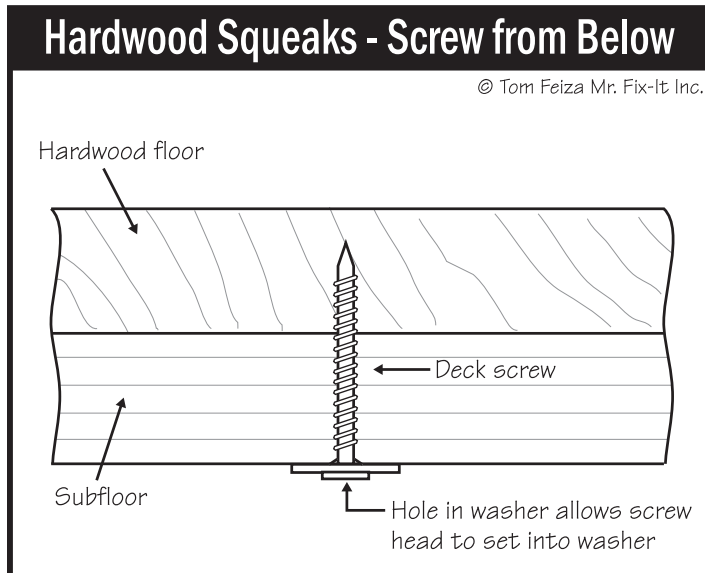 Hardwood Squeaks - Screw from Below
© Tom Feiza Mr. Fix-It Inc.
Hardwood floor
Deck screw
Subfloor
Hole in washer allows screw
head to set into washer